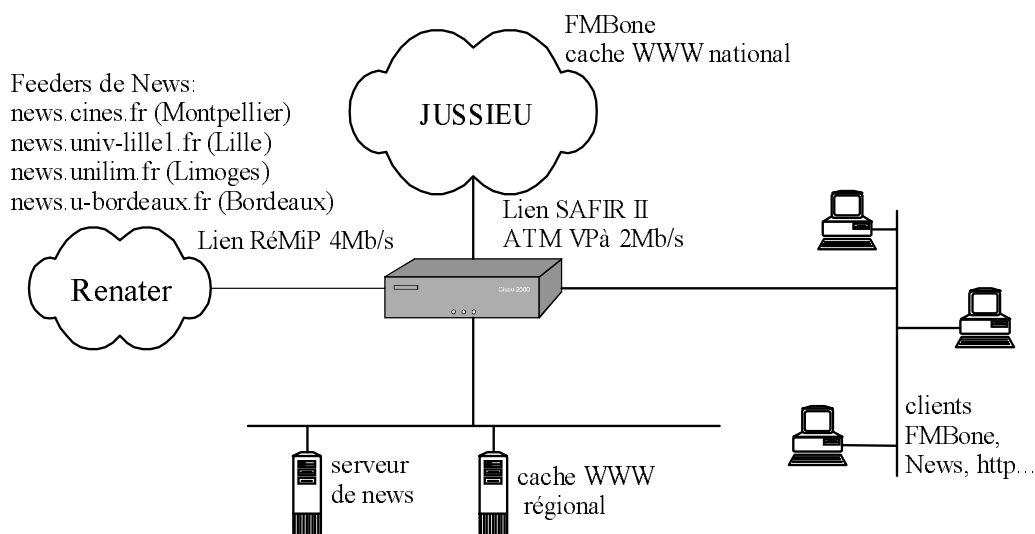 FMBone
cache WWW national
Feeders de News:
news.cines.fr (Montpellier)
news.univ-lille1.fr (Lille)
news.unilim.fr (Limoges)
news.u-bordeaux.fr (Bordeaux)
JUSSIEU
Lien SAFIR II
ATM VPà 2Mb/s
Lien RéMiP 4Mb/s
Renater
Cisco 2500
clients
FMBone,
News, http...
serveur
de news
cache WWW
régional